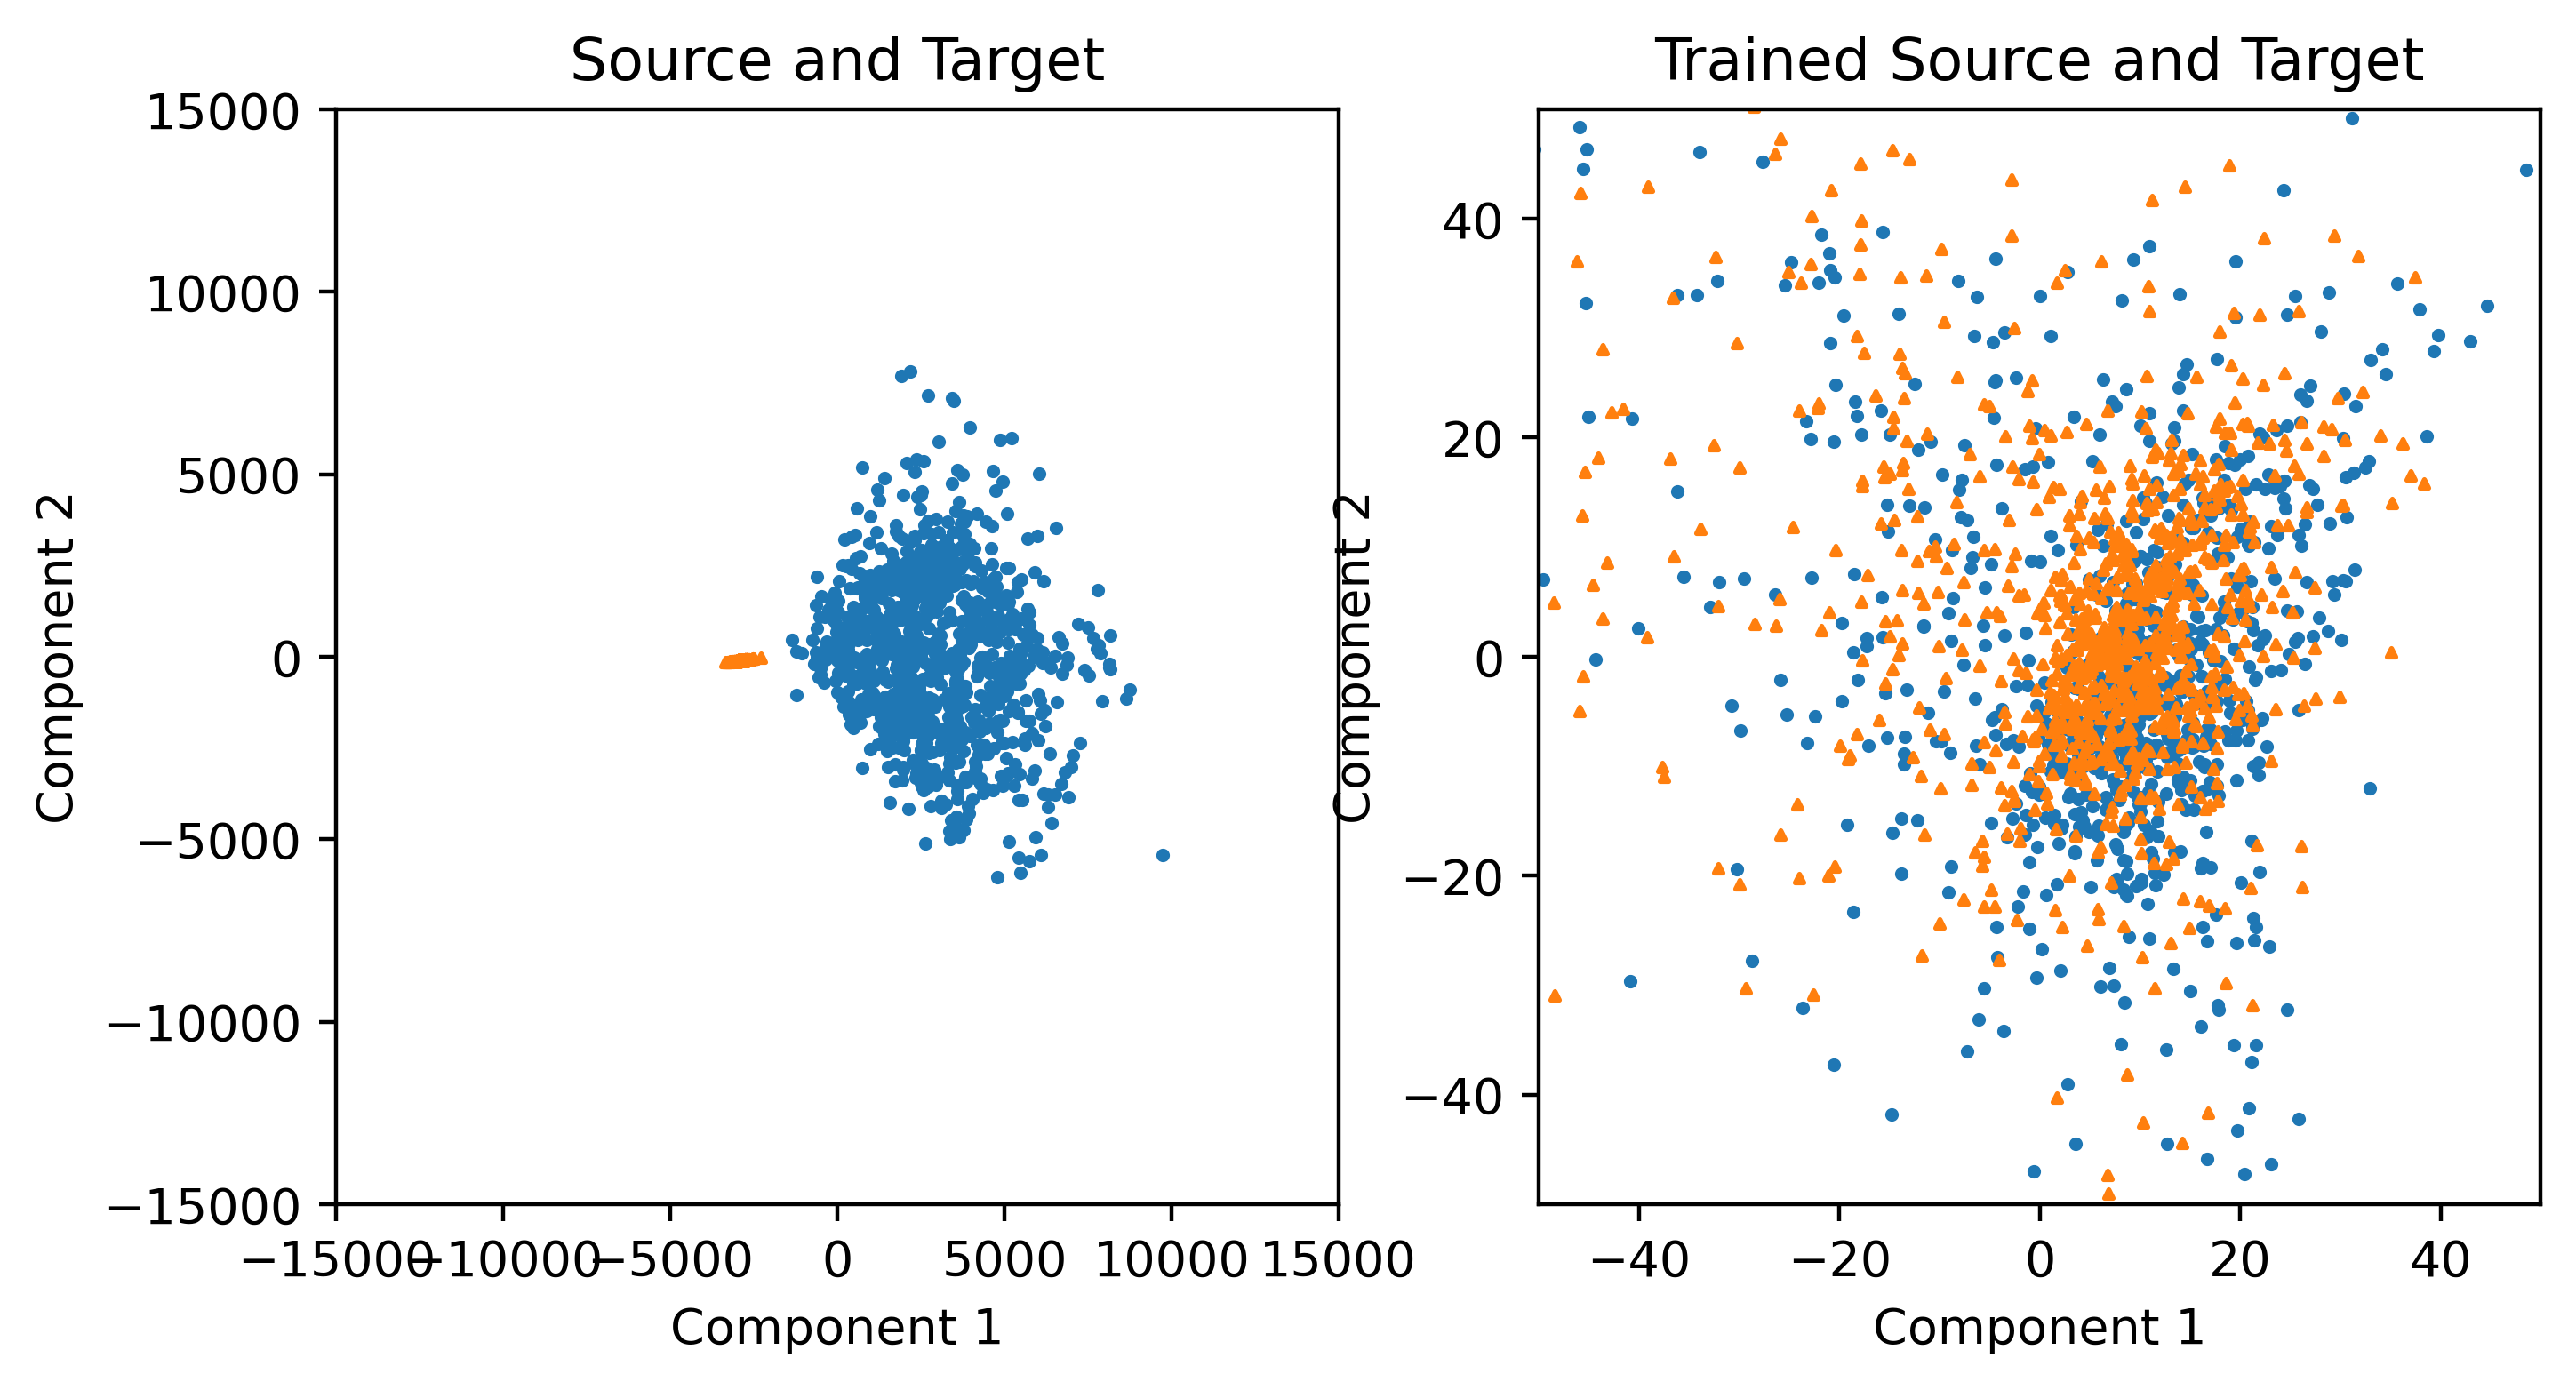 Source and Target
15000
10000
5000
0
−5000
−10000
−15000
Component 2
−15000 −10000 −5000 0 5000 10000 15000
Component 1
Trained Source and Target
40
20
0
−20
−40
Component 2
−40 −20 0 20 40
Component 1